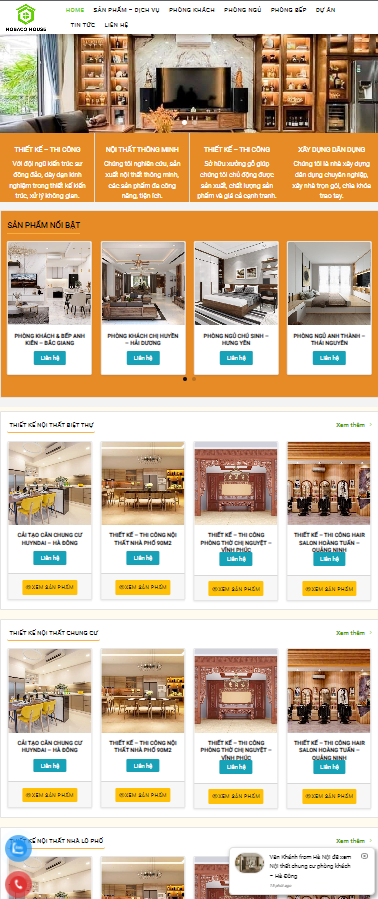 MOBACO HOUSE
HOME SẢN PHẨM – DỊCH VỤ PHÒNG KHÁCH PHÒNG NGỦ PHÒNG BẾP DỰ ÁN
TIN TỨC LIÊN HỆ
THIẾT KẾ – THI CÔNG
Với đội ngũ kiến trúc sư
đông đảo, dày dạn kinh
nghiệm trong thiết kế kiến
trúc, xử lý không gian.
NỘI THẤT THÔNG MINH
Chúng tôi nghiên cứu, sản
xuất nội thất thông minh,
các sản phẩm đa công
năng, tiện ích.
THIẾT KẾ – THI CÔNG
Sở hữu xưởng gỗ giúp
chúng tôi chủ động được
sản xuất, chất lượng sản
phẩm và giá cả cạnh tranh.
XÂY DỰNG DÂN DỤNG
Chúng tôi là nhà xây dựng
dân dụng chuyên nghiệp,
xây nhà trọn gói, chìa khóa
trao tay.
SẢN PHẨM NỔI BẬT
PHÒNG KHÁCH & BẾP ANH
KIÊN – BẮC GIANG
Liên hệ
PHÒNG KHÁCH CHỊ HUYỀN
– HẢI DƯƠNG
Liên hệ
PHÒNG NGỦ CHÚ SINH –
HƯNG YÊN
Liên hệ
PHÒNG NGỦ ANH THÀNH –
THÁI NGUYÊN
Liên hệ
THIẾT KẾ NỘI THẤT BIỆT THỰ
Xem thêm
CẢI TẠO CĂN CHUNG CƯ
HUYNDAI – HÀ ĐÔNG
Liên hệ
XEM SẢN PHẨM
THIẾT KẾ – THI CÔNG NỘI
THẤT NHÀ PHỐ 90M2
Liên hệ
XEM SẢN PHẨM
THIẾT KẾ – THI CÔNG
PHÒNG THỜ CHỊ NGUYỆT –
VĨNH PHÚC
Liên hệ
XEM SẢN PHẨM
THIẾT KẾ – THI CÔNG HAIR
SALON HOÀNG TUẤN –
QUẢNG NINH
Liên hệ
XEM SẢN PHẨM
THIẾT KẾ NỘI THẤT CHUNG CƯ
Xem thêm
CẢI TẠO CĂN CHUNG CƯ
HUYNDAI – HÀ ĐÔNG
Liên hệ
XEM SẢN PHẨM
THIẾT KẾ – THI CÔNG NỘI
THẤT NHÀ PHỐ 90M2
Liên hệ
XEM SẢN PHẨM
THIẾT KẾ – THI CÔNG
PHÒNG THỜ CHỊ NGUYỆT –
VĨNH PHÚC
Liên hệ
XEM SẢN PHẨM
THIẾT KẾ – THI CÔNG HAIR
SALON HOÀNG TUẤN –
QUẢNG NINH
Liên hệ
XEM SẢN PHẨM
KẾ NỘI THẤT NHÀ LÔ PHỐ
Xem thêm
Vân Khánh from Hà Nội đã xem
Nội thất chung cư phòng khách
– Hà Đông